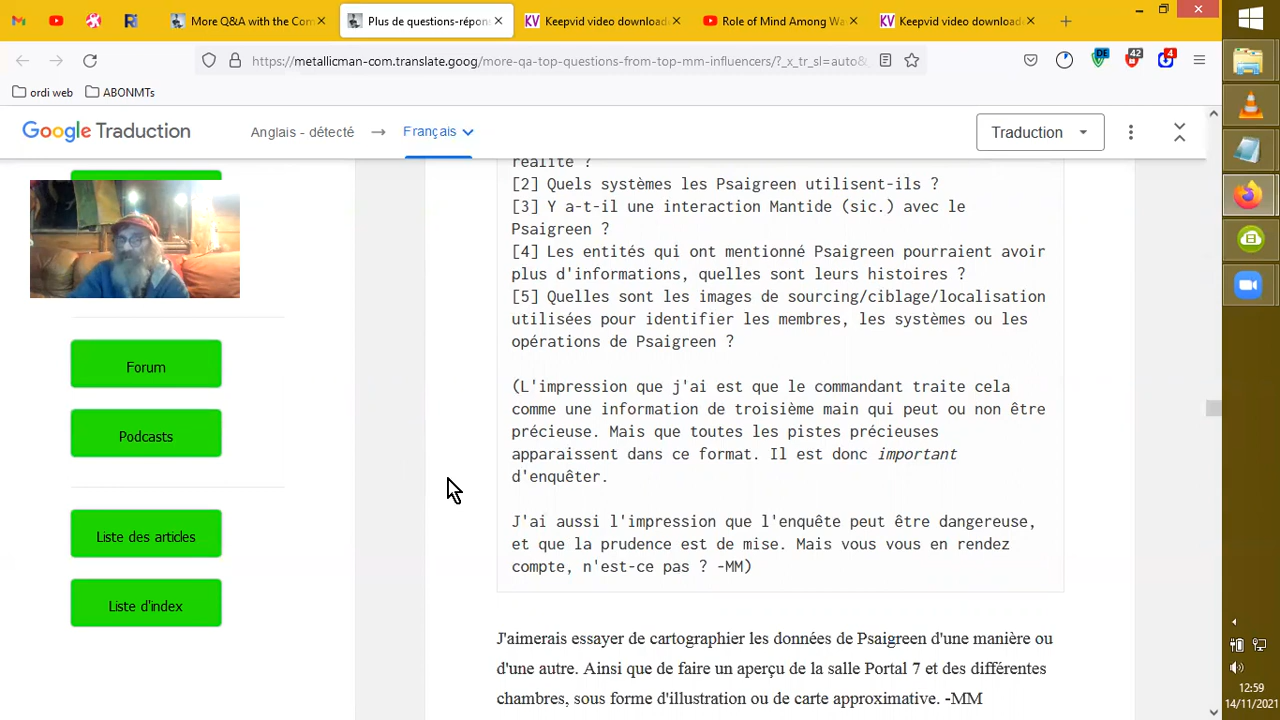 More Q&A with the Com
Plus de questions-répons
Keepvid video download
Role of Mind Among Wa
Keepvid video download
https://metallicman-com.translate.goog/more-qa-top-questions-from-top-mm-influencers/?_x_tr_sl=auto&
DE
42
4
ordi web
ABONMTs
Google Traduction
Anglais - détecté
Français
Traduction
réalité ?
[2] Quels systèmes les Psaigreen utilisent-ils ?
[3] Y a-t-il une interaction Mantide (sic.) avec le
Psaigreen ?
[4] Les entités qui ont mentionné Psaigreen pourraient avoir
plus d'informations, quelles sont leurs histoires ?
[5] Quelles sont les images de sourcing/ciblage/localisation
utilisées pour identifier les membres, les systèmes ou les
opérations de Psaigreen ?
(L'impression que j'ai est que le commandant traite cela
comme une information de troisième main qui peut ou non être
précieuse. Mais que toutes les pistes précieuses
apparaissent dans ce format. Il est donc important
d'enquêter.
J'ai aussi l'impression que l'enquête peut être dangereuse,
et que la prudence est de mise. Mais vous vous en rendez
compte, n'est-ce pas ? -MM)
J'aimerais essayer de cartographier les données de Psaigreen d'une manière ou
d'une autre. Ainsi que de faire un aperçu de la salle Portal 7 et des différentes
chambres, sous forme d'illustration ou de carte approximative. -MM
Forum
Podcasts
Liste des articles
Liste d'index
12:59
14/11/2021